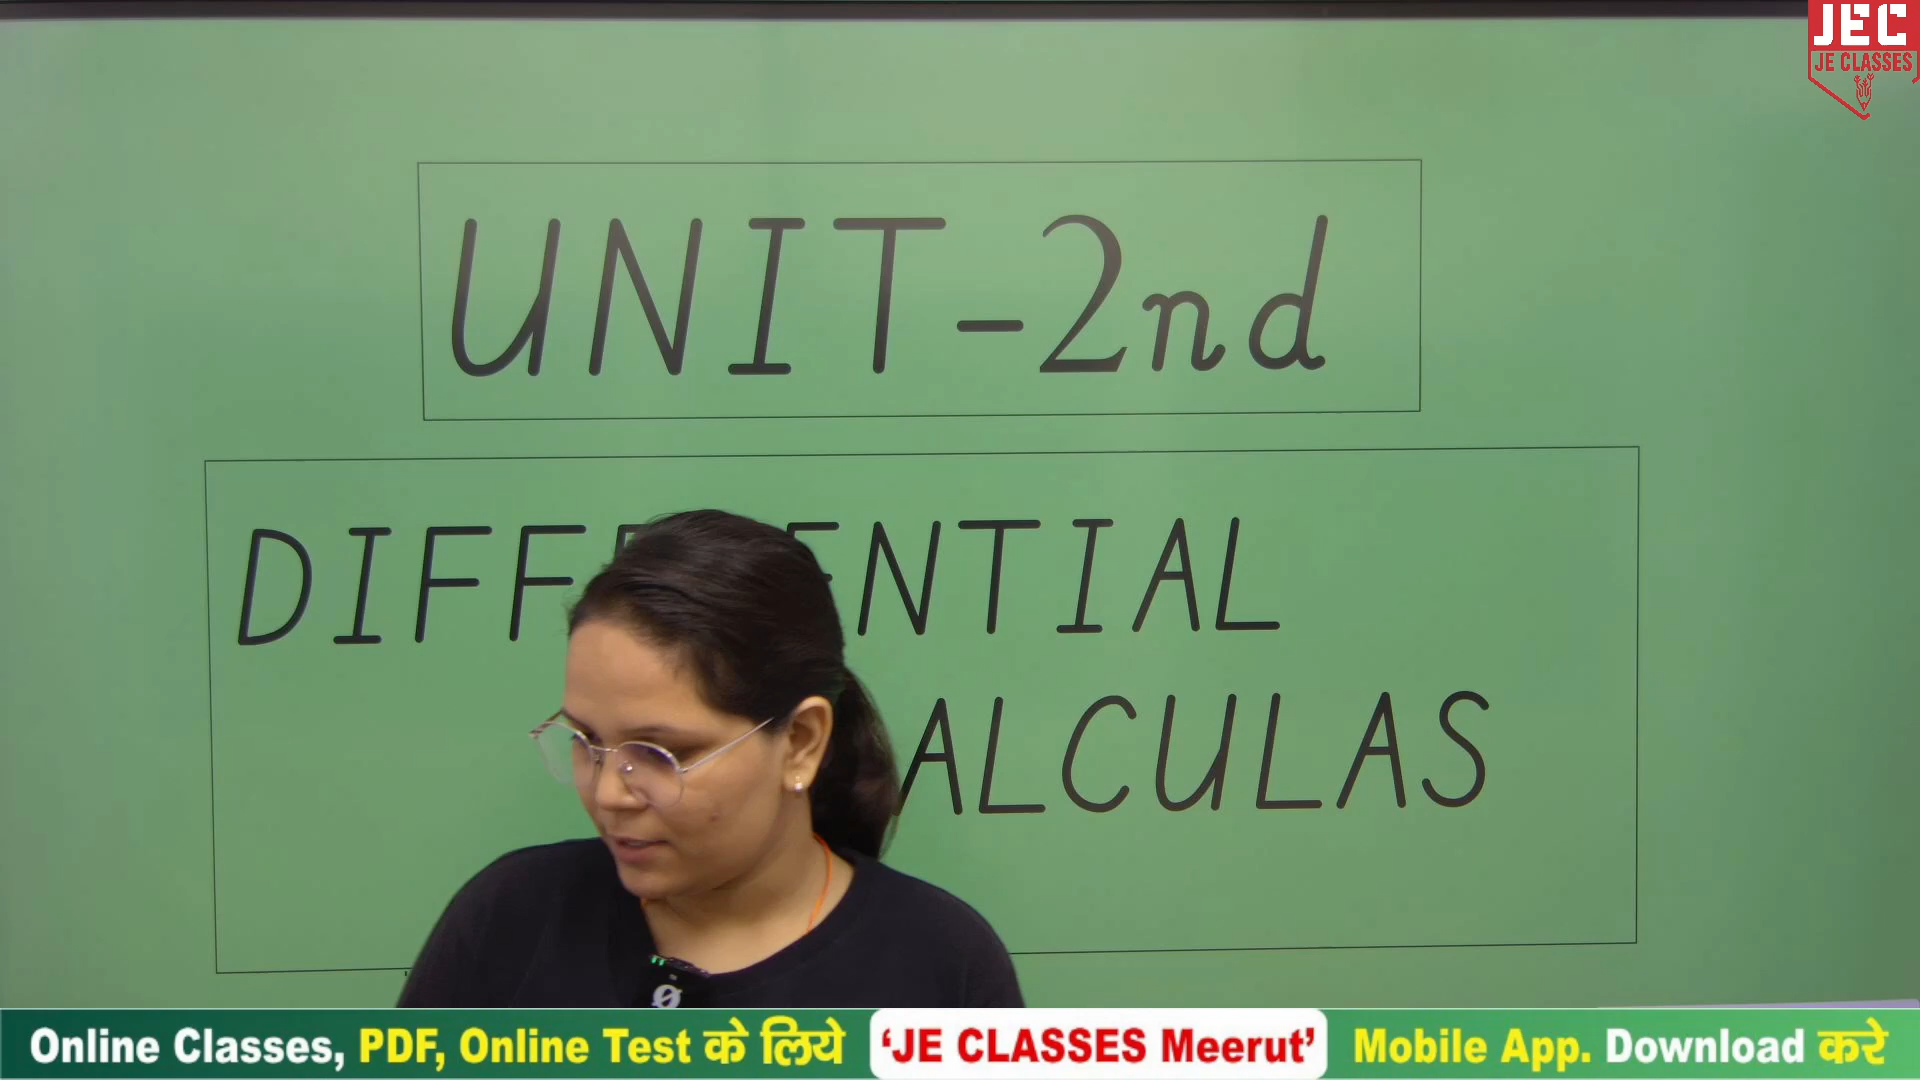 JEC
JE CLASSES
UNIT-2nd
DIFF ENTIAL
ALCULAS
Online Classes, PDF, Online Test के लिये 'JE CLASSES Meerut' Mobile App. Download करे